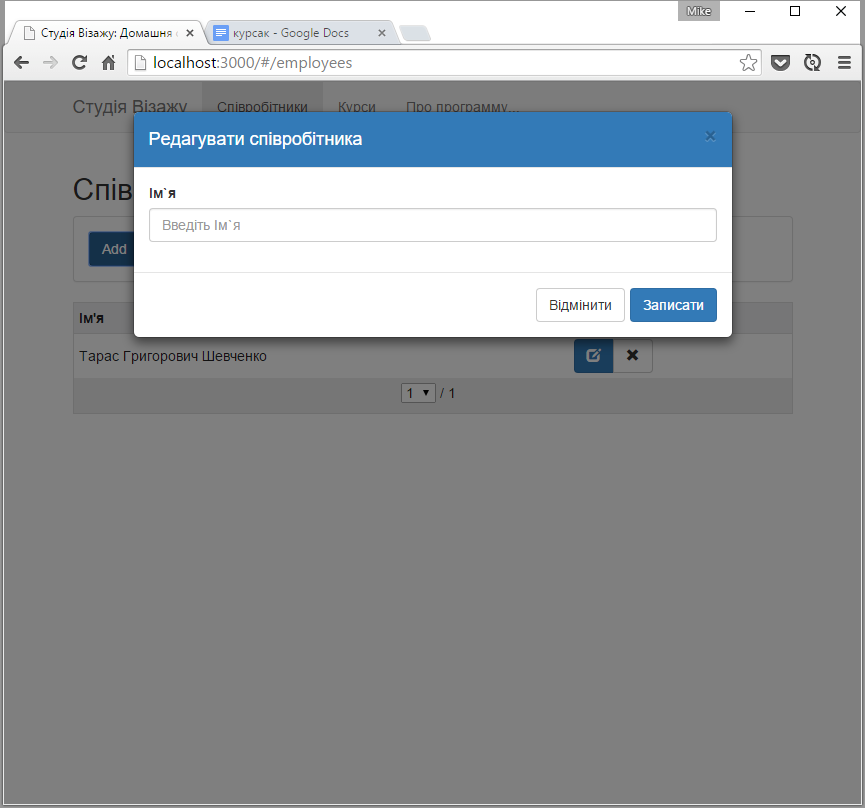 Mike
Студія Візажу: Домашня
курсак - Google Docs
localhost:3000/#/employees
Студія Візажу
Співробітники
Курси
Про программу...
Редагувати співробітника
×
Спів
Ім`я
Введіть Ім`я
Add
Відмінити
Записати
Ім'я
Тарас Григорович Шевченко
1 / 1